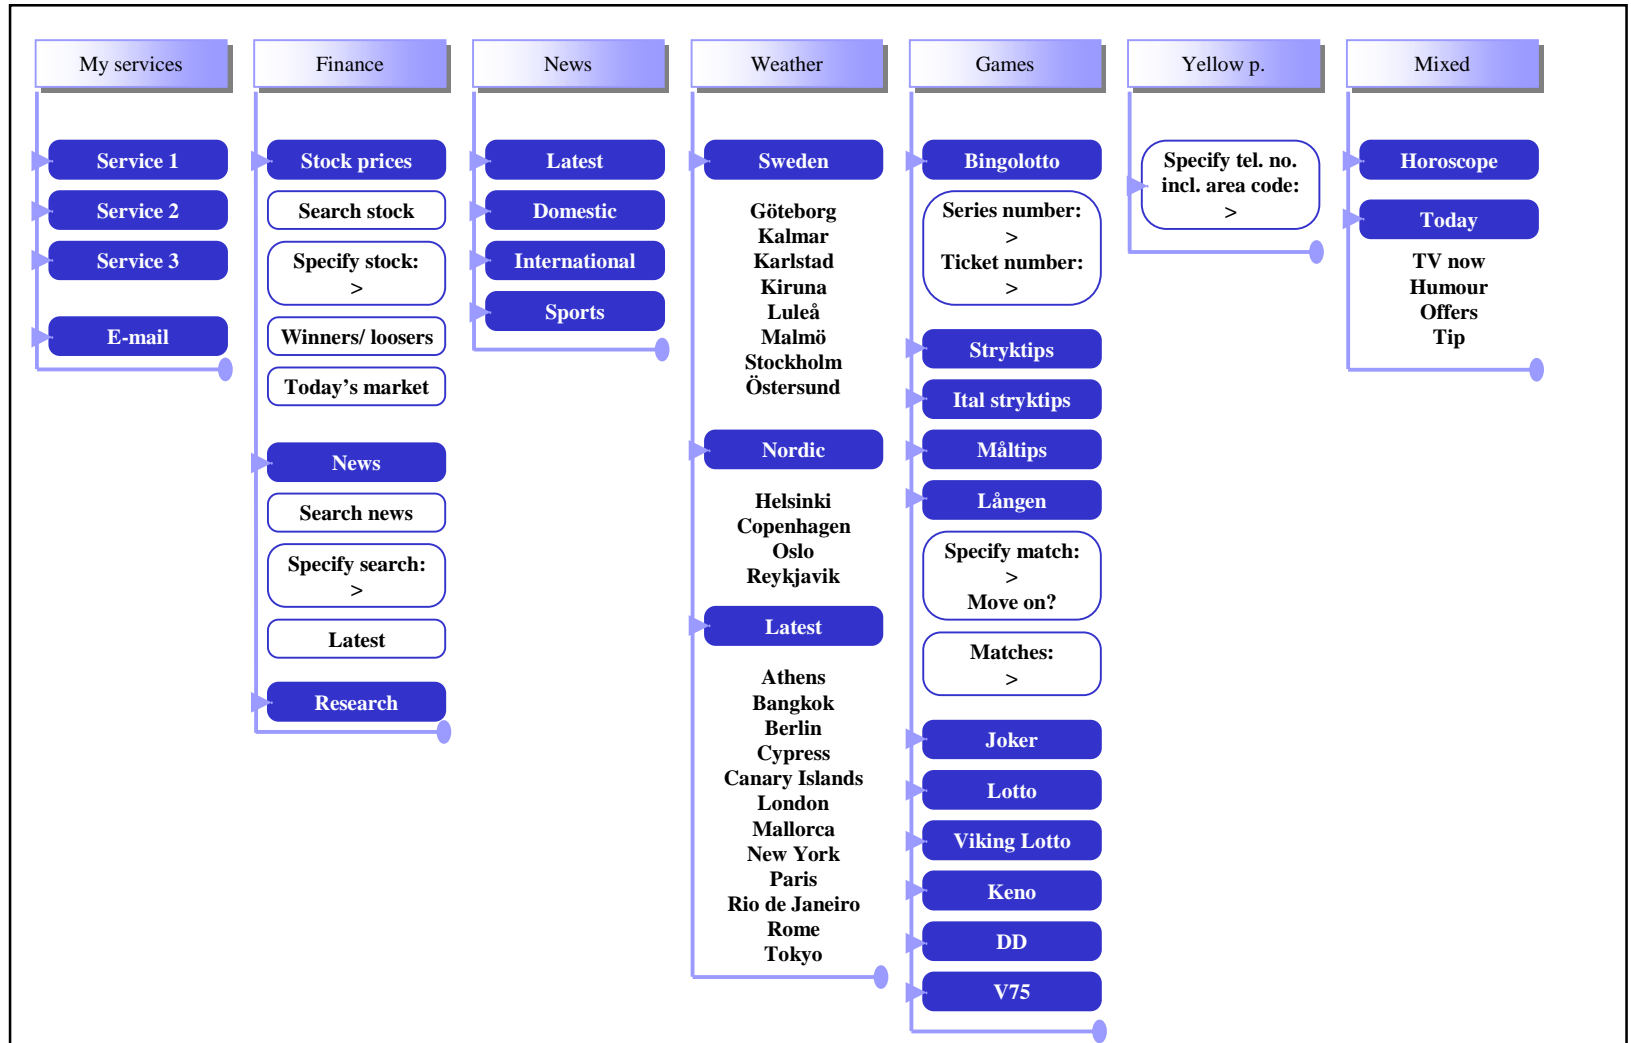 My services
Service 1
Service 2
Service 3
E-mail
Finance
Stock prices
Search stock
Specify stock:
>
Winners/ loosers
Today's market
News
Search news
Specify search:
>
Latest
Research
News
Latest
Domestic
International
Sports
Weather
Sweden
Göteborg
Kalmar
Karlstad
Kiruna
Luleå
Malmö
Stockholm
Östersund
Nordic
Helsinki
Copenhagen
Oslo
Reykjavik
Latest
Athens
Bangkok
Berlin
Cypress
Canary Islands
London
Mallorca
New York
Paris
Rio de Janeiro
Rome
Tokyo
Games
Bingolotto
Series number:
>
Ticket number:
>
Stryktips
Ital stryktips
Måltips
Lången
Specify match:
>
Move on?
Matches:
>
Joker
Lotto
Viking Lotto
Keno
DD
V75
Yellow p.
Specify tel. no.
incl. area code:
>
Mixed
Horoscope
Today
TV now
Humour
Offers
Tip